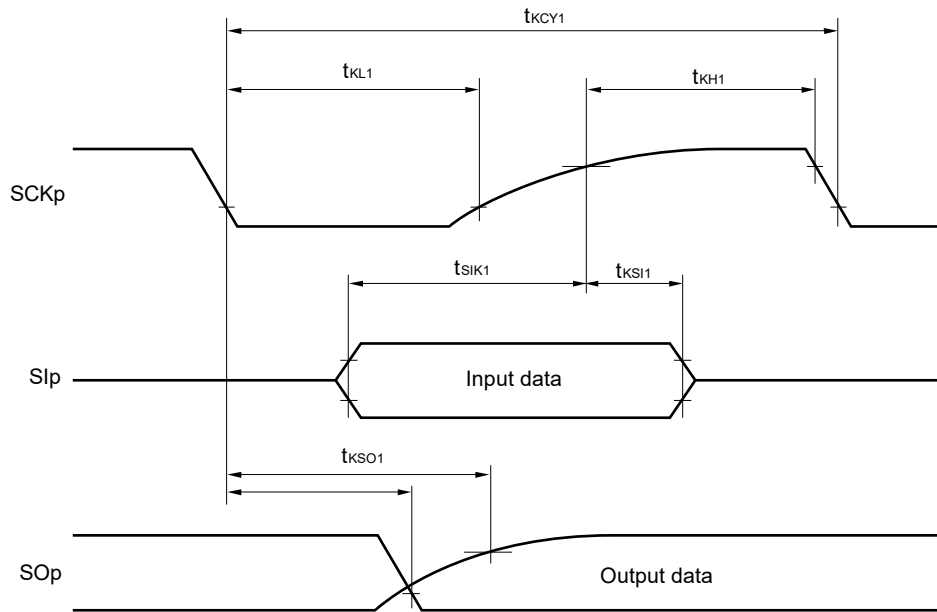 tKCY1
tKL1
tKH1
SCKp
tSIK1
tKSI1
SIp
Input data
tKSO1
SOp
Output data